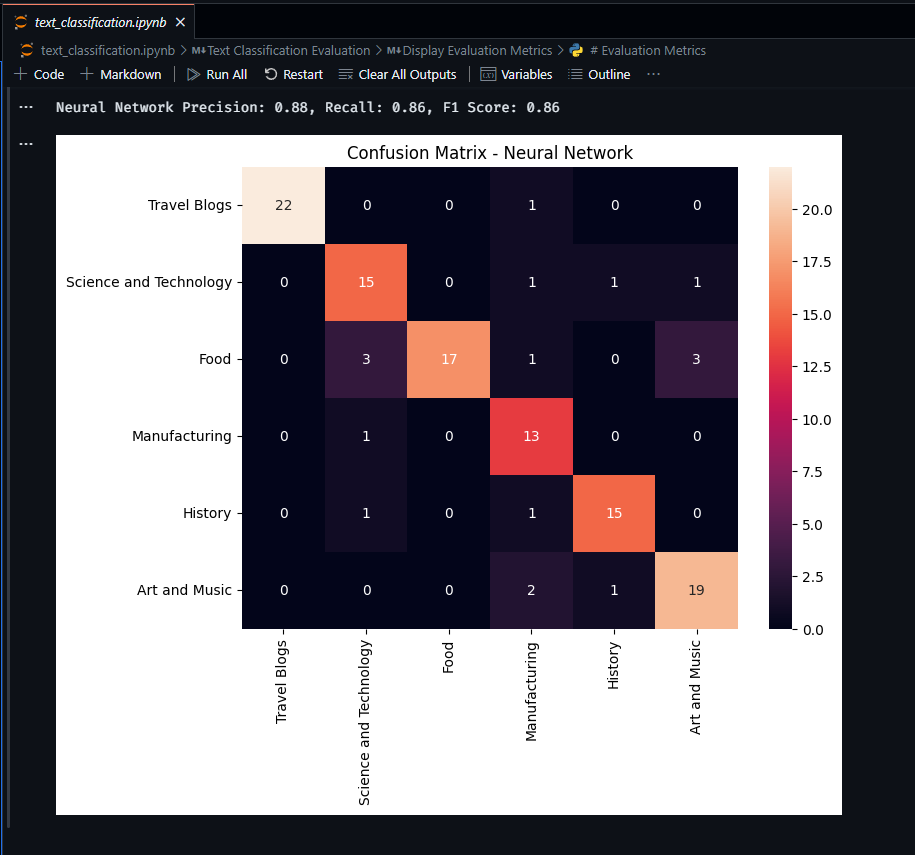 text_classification.ipynb ×
text_classification.ipynb > M↓Text Classification Evaluation > M↓Display Evaluation Metrics > # Evaluation Metrics
+ Code + Markdown | Run All Restart Clear All Outputs | Variables Outline ...
... Neural Network Precision: 0.88, Recall: 0.86, F1 Score: 0.86
...
Confusion Matrix - Neural Network
Travel Blogs 22 0 0 1 0 0
Science and Technology 0 15 0 1 1 1
Food 0 3 17 1 0 3
Manufacturing 0 1 0 13 0 0
History 0 1 0 1 15 0
Art and Music 0 0 0 2 1 19
Travel Blogs
Science and Technology
Food
Manufacturing
History
Art and Music
20.0
17.5
15.0
12.5
10.0
7.5
5.0
2.5
0.0